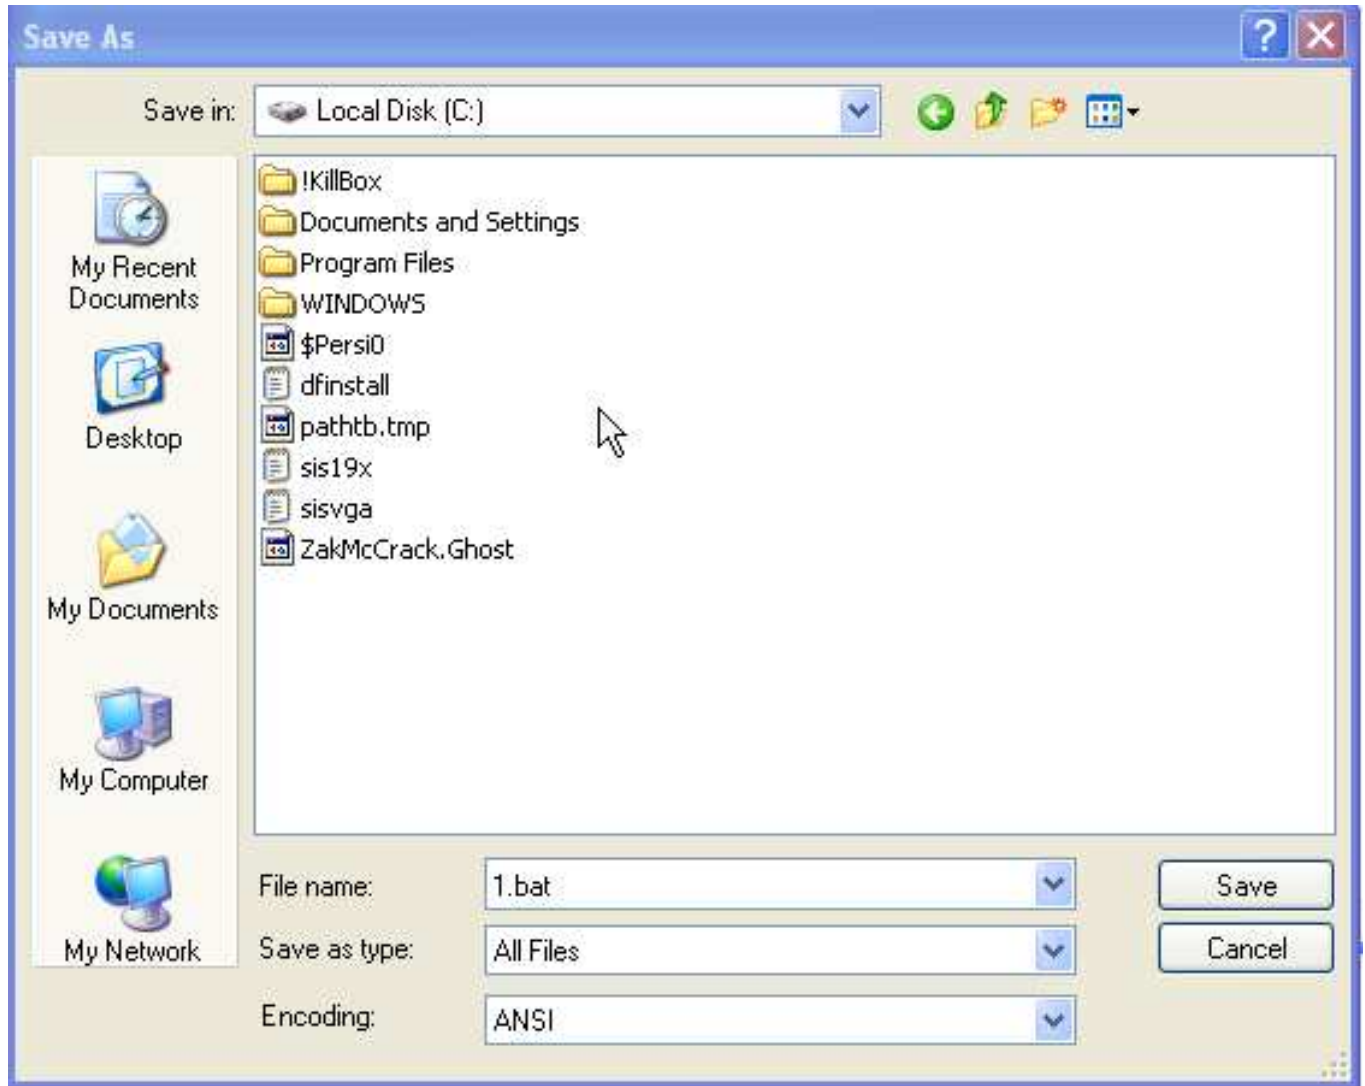 Save As
Save in:
Local Disk (C:)
My Recent
Documents
Desktop
My Documents
My Computer
My Network
!KillBox
Documents and Settings
Program Files
WINDOWS
$Persi0
dfinstall
pathtb.tmp
sis19x
sisvga
ZakMcCrack.Ghost
File name:
1.bat
Save
Save as type:
All Files
Cancel
Encoding:
ANSI